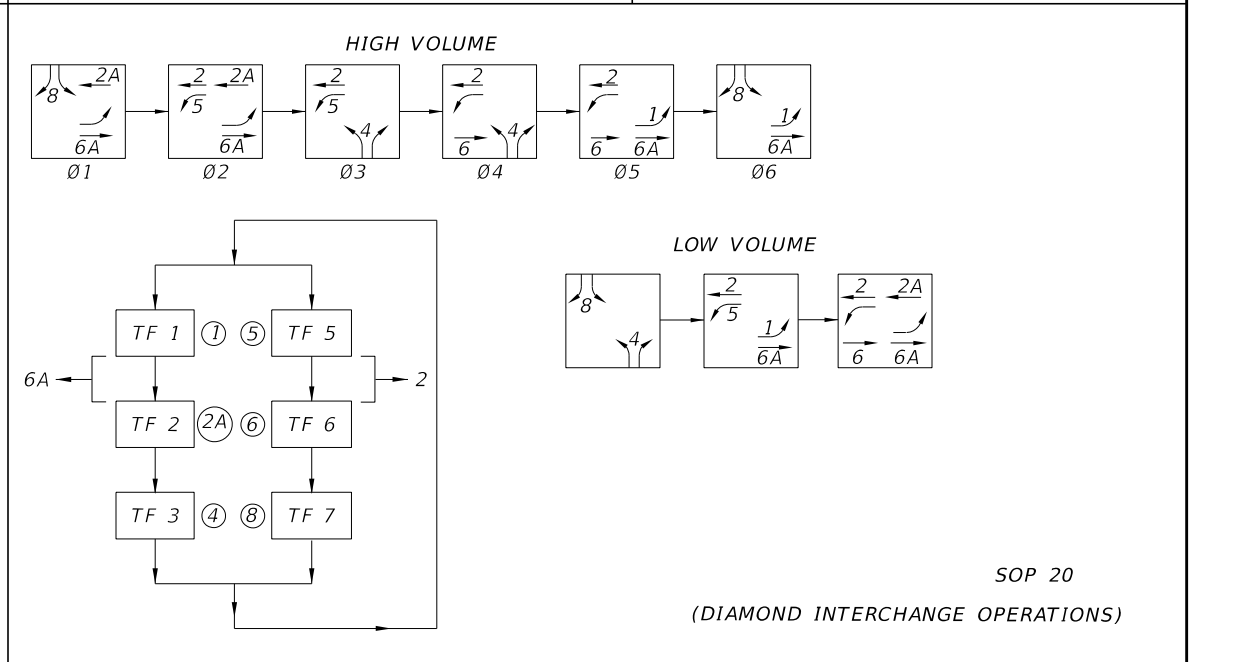 HIGH VOLUME
8 2A 6A
2 2A 5 6A
2 5 4
2 6 4
2 1 6 6A
8 1 6A
Ø1 Ø2 Ø3 Ø4 Ø5 Ø6
LOW VOLUME
8 4
2 5 1 6A
2 2A 6 6A
TF 1 1 5 TF 5
6A 2
TF 2 2A 6 TF 6
TF 3 4 8 TF 7
SOP 20
(DIAMOND INTERCHANGE OPERATIONS)